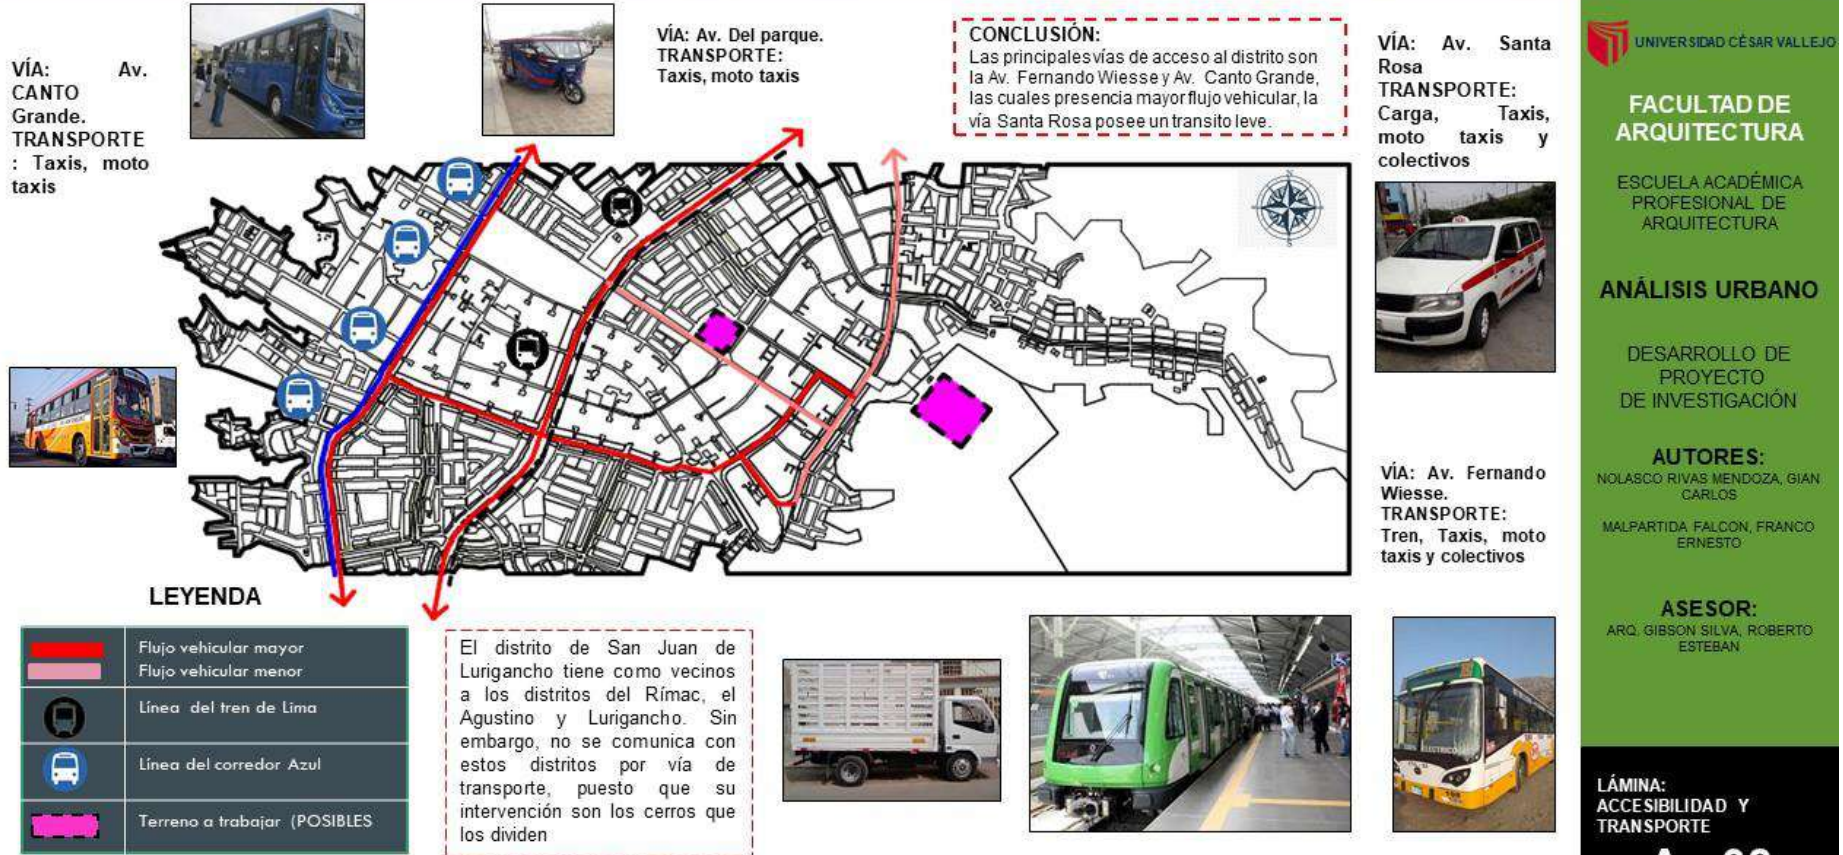 VÍA: Av.
CANTO
Grande.
TRANSPORTE
: Taxis, moto
taxis
VÍA: Av. Del parque.
TRANSPORTE:
Taxis, moto taxis
CONCLUSIÓN:
Las principales vías de acceso al distrito son
la Av. Fernando Wiesse y Av. Canto Grande,
las cuales presencia mayor flujo vehicular, la
vía Santa Rosa posee un transito leve.
VÍA: Av. Santa
Rosa
TRANSPORTE:
Carga, Taxis,
moto taxis y
colectivos
VÍA: Av. Fernando
Wiesse.
TRANSPORTE:
Tren, Taxis, moto
taxis y colectivos
LEYENDA
Flujo vehicular mayor
Flujo vehicular menor
Línea del tren de Lima
Línea del corredor Azul
Terreno a trabajar (POSIBLES
El distrito de San Juan de
Lurigancho tiene como vecinos
a los distritos del Rímac, el
Agustino y Lurigancho. Sin
embargo, no se comunica con
estos distritos por vía de
transporte, puesto que su
intervención son los cerros que
los dividen
UNIVERSIDAD CÉSAR VALLEJO
FACULTAD DE
ARQUITECTURA
ESCUELA ACADÉMICA
PROFESIONAL DE
ARQUITECTURA
ANÁLISIS URBANO
DESARROLLO DE
PROYECTO
DE INVESTIGACIÓN
AUTORES:
NOLASCO RIVAS MENDOZA, GIAN
CARLOS
MALPARTIDA FALCON, FRANCO
ERNESTO
ASESOR:
ARQ. GIBSON SILVA, ROBERTO
ESTEBAN
LÁMINA:
ACCESIBILIDAD Y
TRANSPORTE